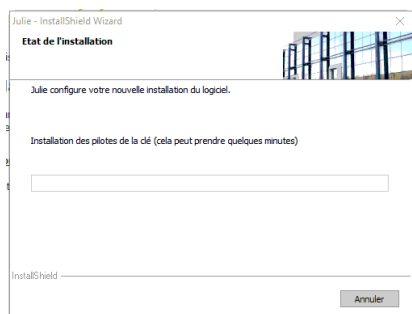 Julie - InstallShield Wizard
Etat de l'installation
Julie configure votre nouvelle installation du logiciel.
Installation des pilotes de la clé (cela peut prendre quelques minutes)
InstallShield
Annuler